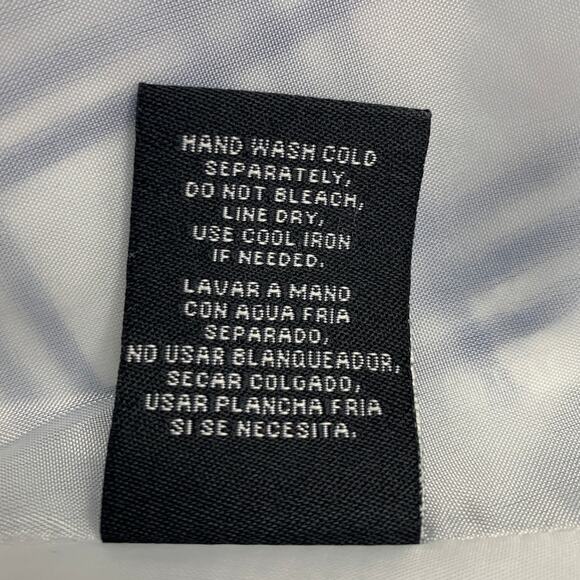 HAND WASH COLD
SEPARATELY,
DO NOT BLEACH,
LINE DRY,
USE COOL IRON
IF NEEDED.
LAVAR A MANO
CON AGUA FRIA
SEPARADO,
NO USAR BLANQUEADOR,
SECAR COLGADO,
USAR PLANCHA FRIA
SI SE NECESITA.